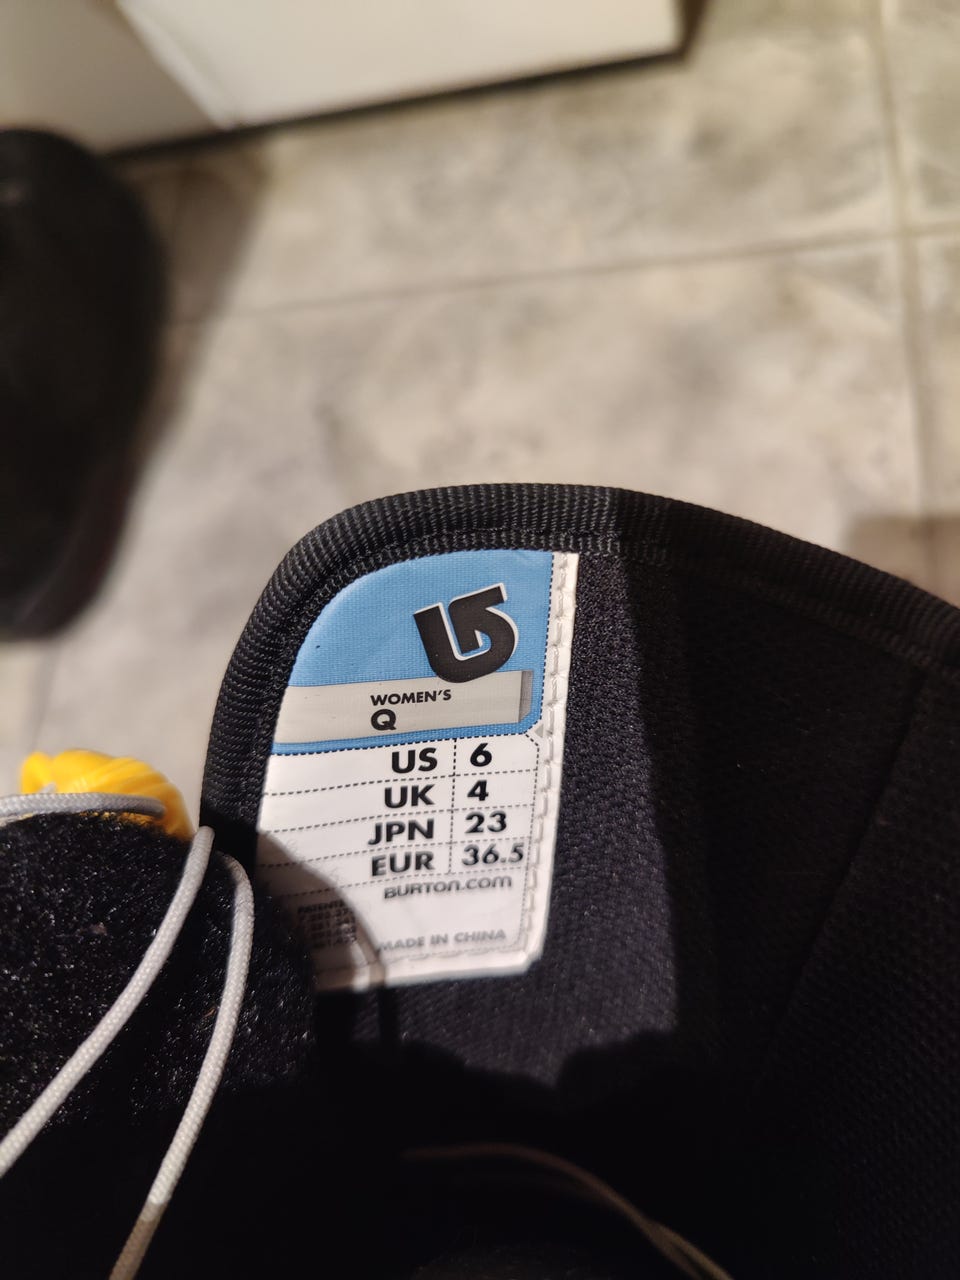 WOMEN'S
Q
US 6
UK 4
JPN 23
EUR 36.5
BURTON.COM
MADE IN CHINA